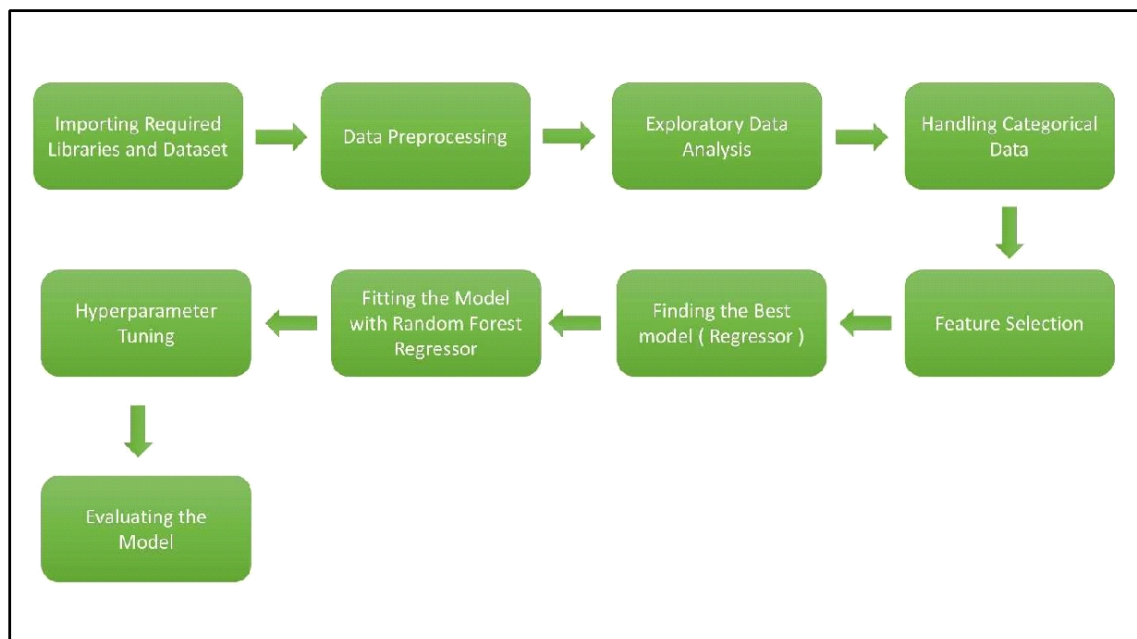 Importing Required
Libraries and Dataset
Data Preprocessing
Exploratory Data
Analysis
Handling Categorical
Data
Feature Selection
Finding the Best
model ( Regressor )
Fitting the Model
with Random Forest
Regressor
Hyperparameter
Tuning
Evaluating the
Model